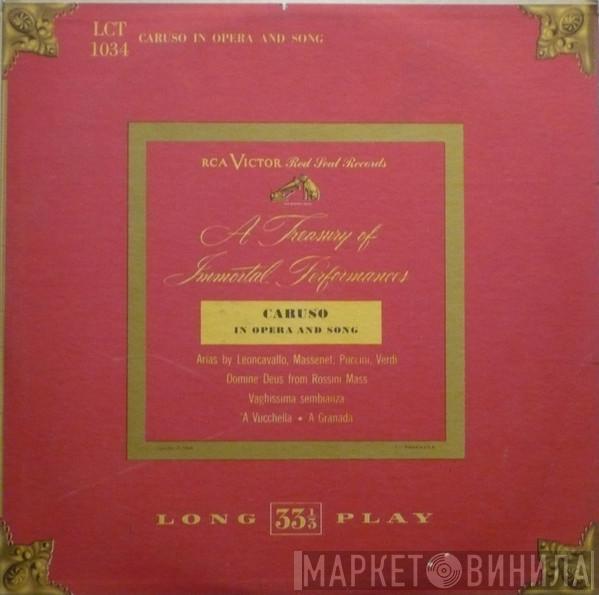 LCT
1034
CARUSO IN OPERA AND SONG
RCA VICTOR Red Seal Records
A Treasury of
Immortal Performances
CARUSO
IN OPERA AND SONG
Arias by Leoncavallo, Massenet, Puccini, Verdi
Domine Deus from Rossini Mass
Vaghissima sembianza
'A Vucchella • A Granada
LONG 33⅓ PLAY
МАРКЕТ ВИНИЛА